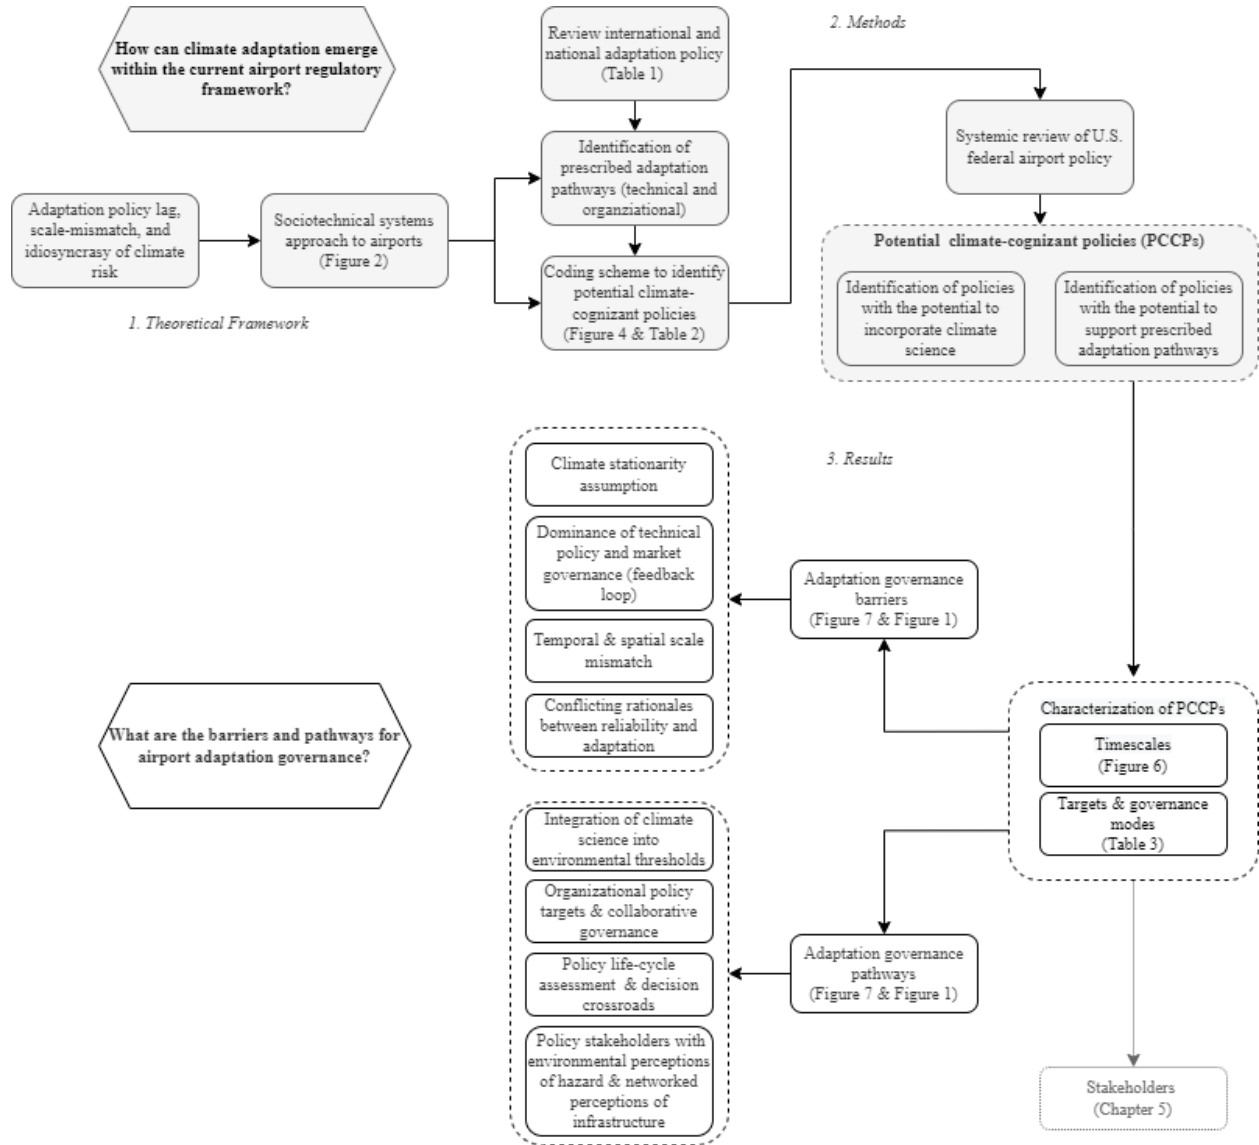 How can climate adaptation emerge
within the current airport regulatory
framework?
Review international and
national adaptation policy
(Table 1)
2. Methods
Identification of
prescribed adaptation
pathways (technical and
organziational)
Systemic review of U.S.
federal airport policy
Adaptation policy lag,
scale-mismatch, and
idiosyncrasy of climate
risk
Sociotechnical systems
approach to airports
(Figure 2)
Coding scheme to identify
potential climate-
cognizant policies
(Figure 4 & Table 2)
1. Theoretical Framework
Potential climate-cognizant policies (PCCPs)
Identification of policies
with the potential to
incorporate climate
science
Identification of policies
with the potential to
support prescribed
adaptation pathways
3. Results
Climate stationarity
assumption
Dominance of technical
policy and market
governance (feedback
loop)
Temporal & spatial scale
mismatch
Conflicting rationales
between reliability and
adaptation
Adaptation governance
barriers
(Figure 7 & Figure 1)
What are the barriers and pathways for
airport adaptation governance?
Characterization of PCCPs
Timescales
(Figure 6)
Targets & governance
modes
(Table 3)
Integration of climate
science into
environmental thresholds
Organizational policy
targets & collaborative
governance
Policy life-cycle
assessment & decision
crossroads
Policy stakeholders with
environmental perceptions
of hazard & networked
perceptions of
infrastructure
Adaptation governance
pathways
(Figure 7 & Figure 1)
Stakeholders
(Chapter 5)